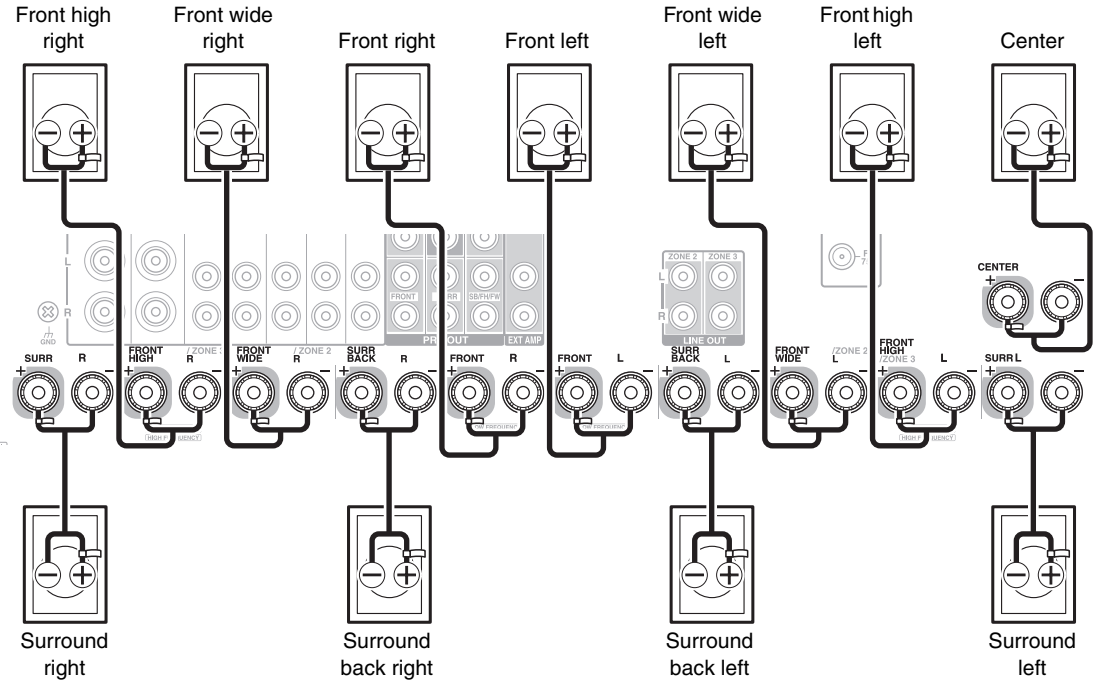 Front high
right
Front wide
right
Front right
Front left
Front wide
left
Front high
left
Center
L
R
GND
FRONT
SB/FH/FW
EXT AMP
ZONE 2
ZONE 3
L
R
LINE OUT
CENTER
+
−
SURR
R
FRONT
HIGH
R
FRONT
WIDE
/ZONE 2
R
SURR
BACK
R
FRONT
R
FRONT
L
SURR
BACK
L
FRONT
WIDE
/ZONE 2
L
FRONT
HIGH
/ZONE 3
L
SURR L
Surround
right
Surround
back right
Surround
back left
Surround
left